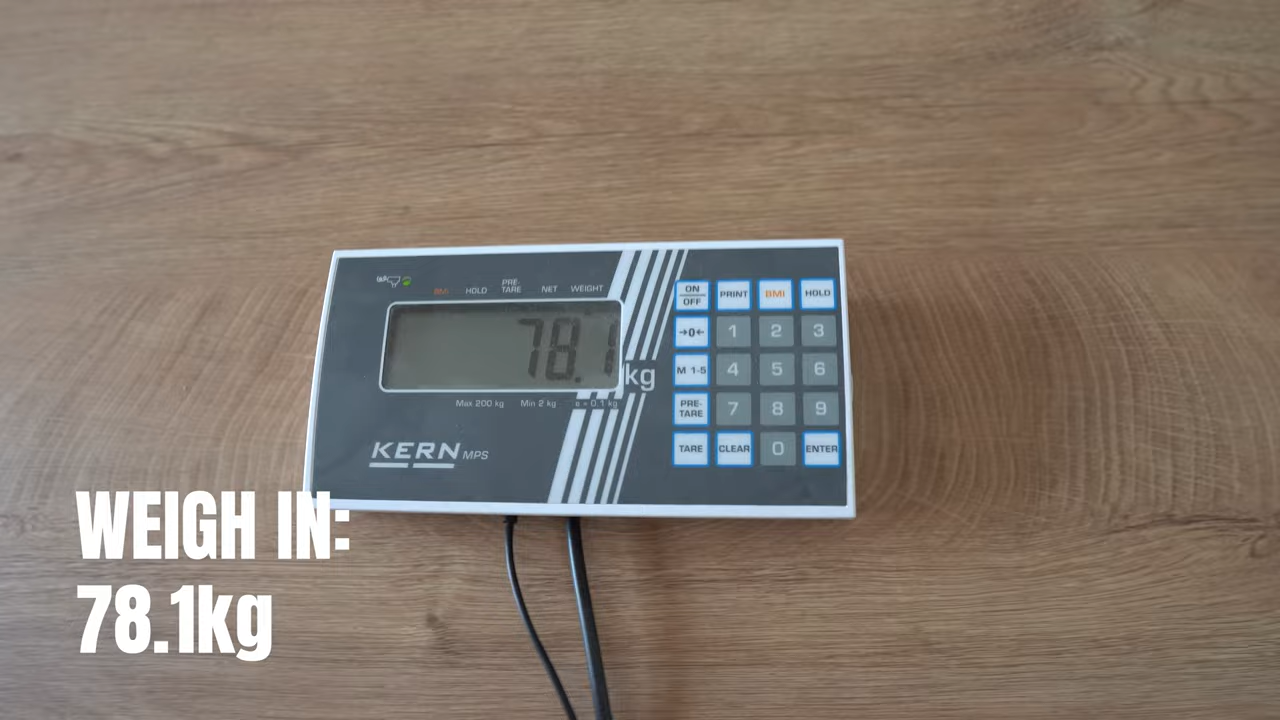 BMI HOLD PRE-TARE NET WEIGHT
78.1
kg
Max 200 kg Min 2 kg e = 0.1 kg
KERN MPS
ON OFF PRINT BMI HOLD
→0← 1 2 3
M 1-5 4 5 6
PRE-TARE 7 8 9
TARE CLEAR 0 ENTER
WEIGH IN:
78.1kg